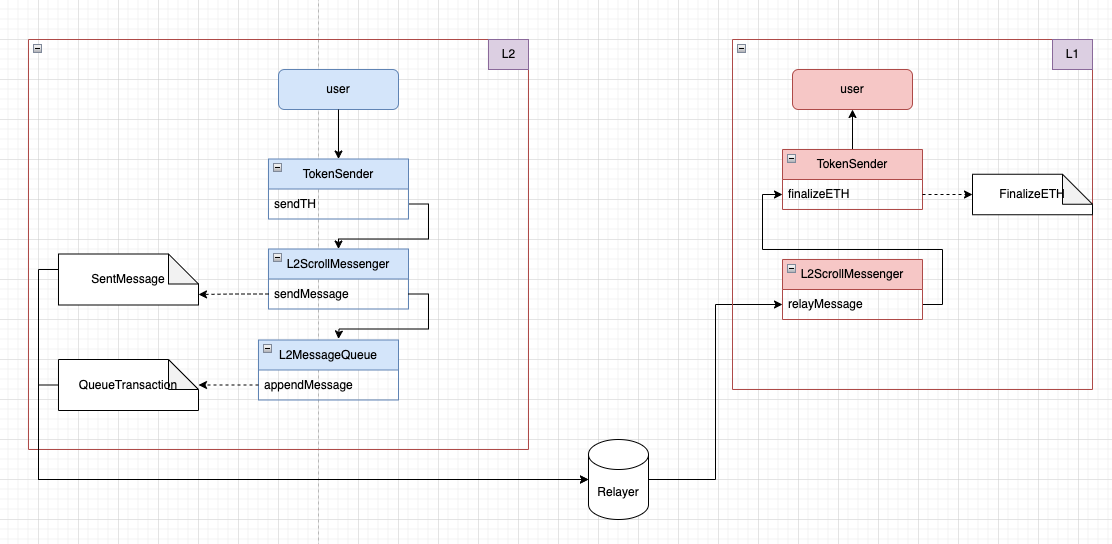 L2
user
TokenSender
sendTH
L2ScrollMessenger
sendMessage
SentMessage
L2MessageQueue
appendMessage
QueueTransaction
Relayer
L1
user
TokenSender
finalizeETH
FinalizeETH
L2ScrollMessenger
relayMessage